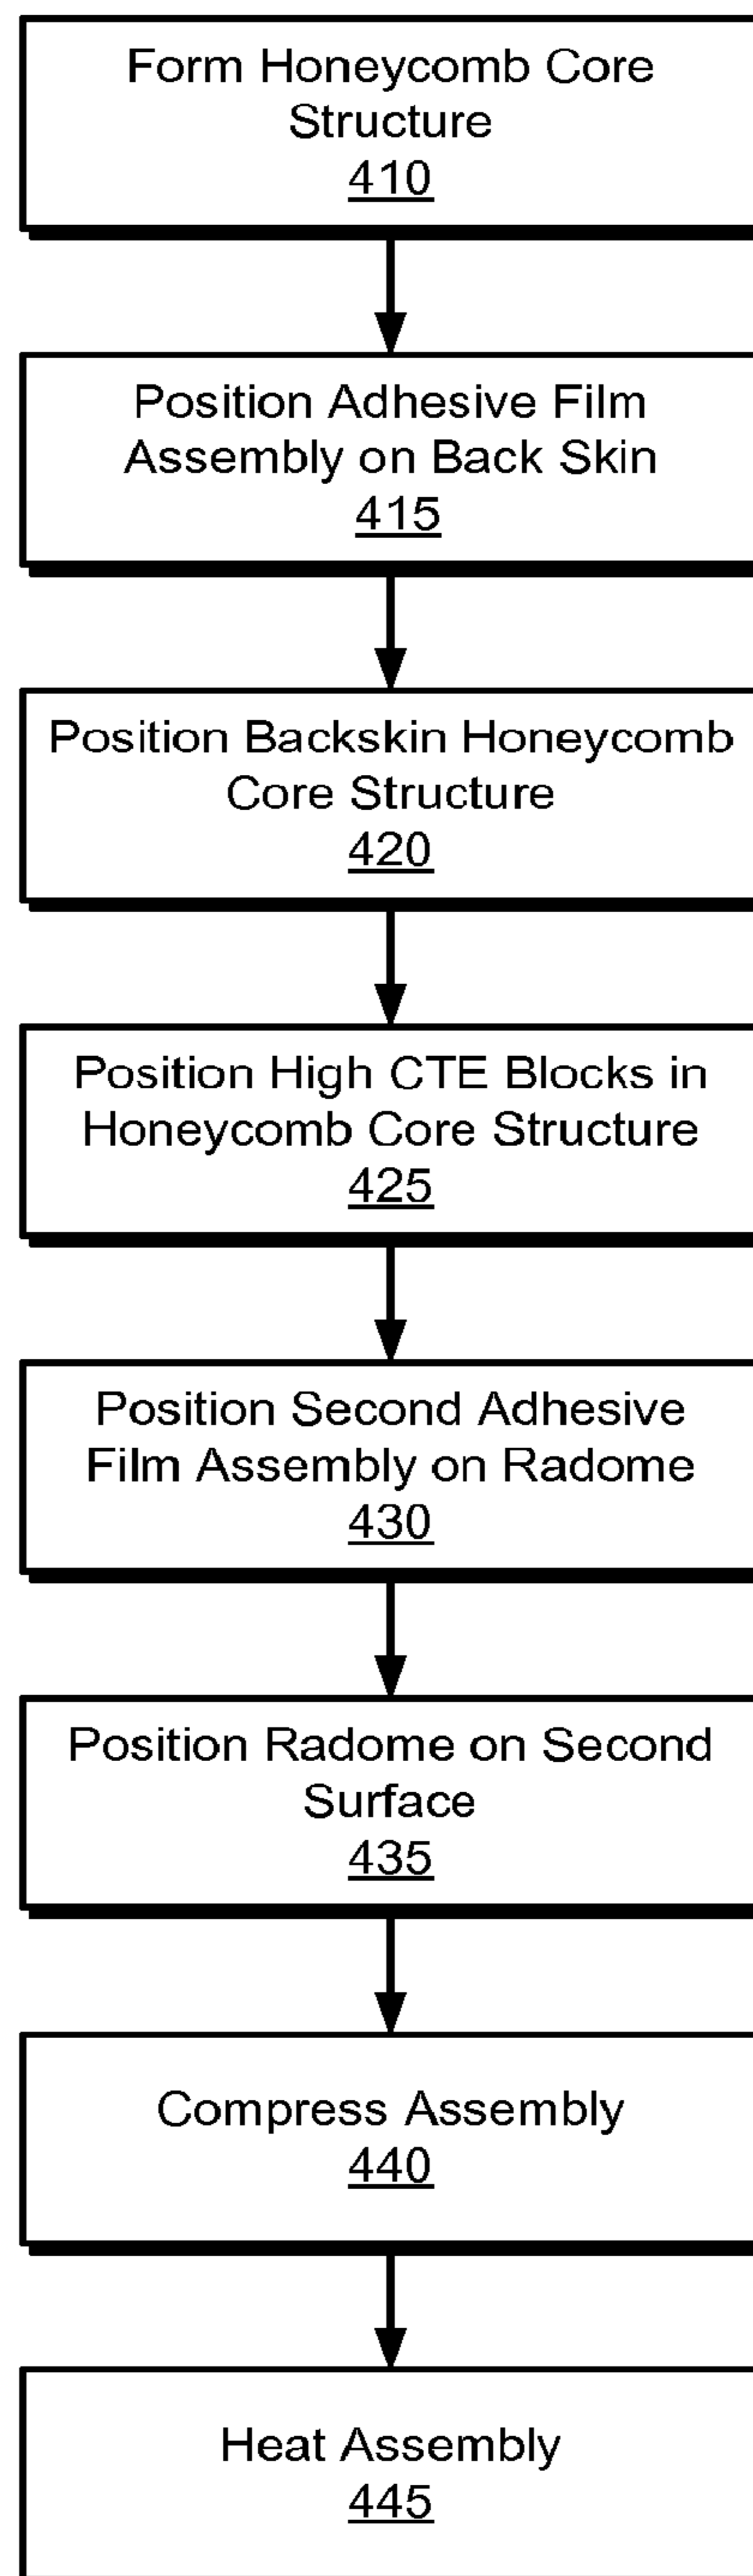 Form Honeycomb Core
Structure
410
Position Adhesive Film
Assembly on Back Skin
415
Position Backskin Honeycomb
Core Structure
420
Position High CTE Blocks in
Honeycomb Core Structure
425
Position Second Adhesive
Film Assembly on Radome
430
Position Radome on Second
Surface
435
Compress Assembly
440
Heat Assembly
445